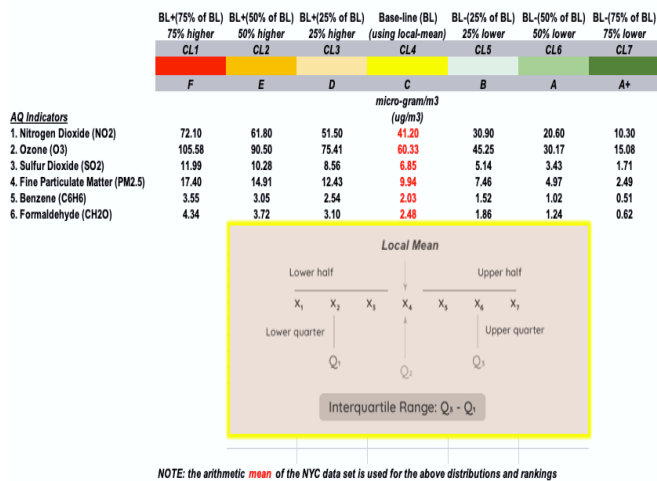 BL+(75% of BL) BL+(50% of BL) BL+(25% of BL) Base-line (BL) BL-(25% of BL) BL-(50% of BL) BL-(75% of BL)
75% higher 50% higher 25% higher (using local-mean) 25% lower 50% lower 75% lower
CL1 CL2 CL3 CL4 CL5 CL6 CL7
F E D C B A A+
micro-gram/m3
AQ Indicators (ug/m3)
1. Nitrogen Dioxide (NO2) 72.10 61.80 51.50 41.20 30.90 20.60 10.30
2. Ozone (O3) 105.58 90.50 75.41 60.33 45.25 30.17 15.08
3. Sulfur Dioxide (SO2) 11.99 10.28 8.56 6.85 5.14 3.43 1.71
4. Fine Particulate Matter (PM2.5) 17.40 14.91 12.43 9.94 7.46 4.97 2.49
5. Benzene (C6H6) 3.55 3.05 2.54 2.03 1.52 1.02 0.51
6. Formaldehyde (CH2O) 4.34 3.72 3.10 2.48 1.86 1.24 0.62
Local Mean
Lower half Upper half
X₁ X₂ X₃ X₄ X₅ X₆ X₇
Lower quarter Upper quarter
Q₁ Q₂ Q₃
Interquartile Range: Q₃ - Q₁
NOTE: the arithmetic mean of the NYC data set is used for the above distributions and rankings